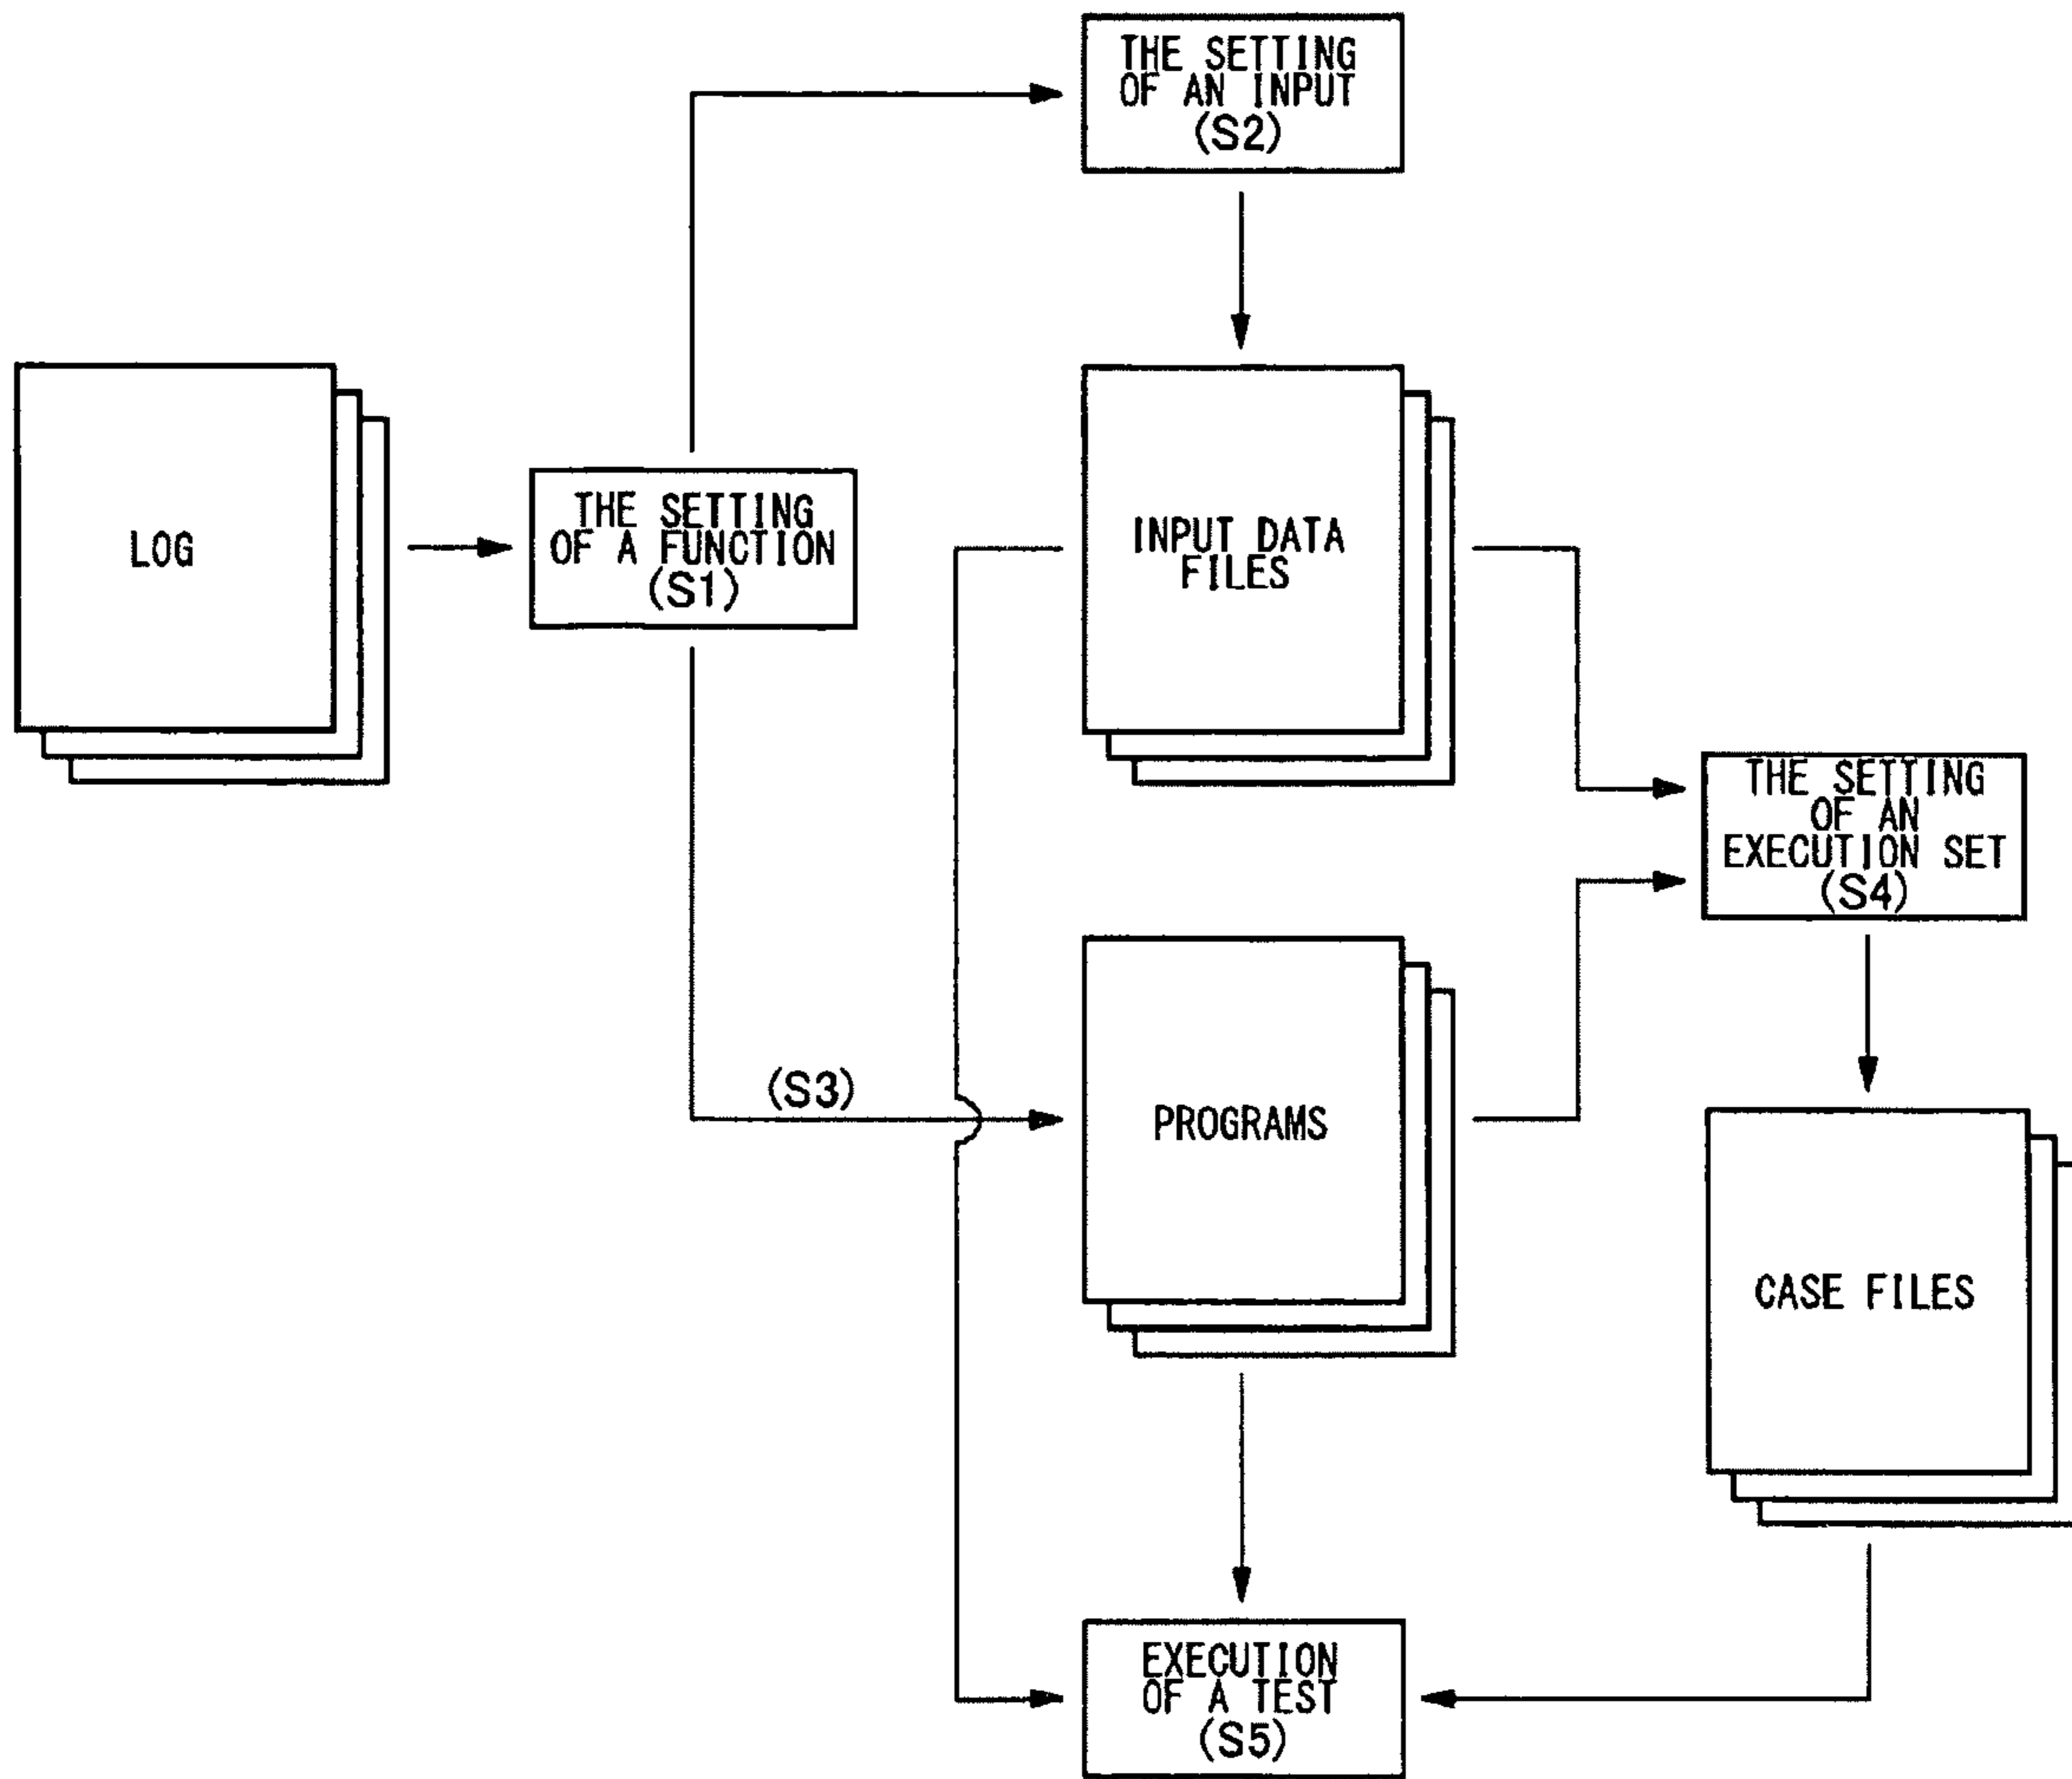 THE SETTING
OF AN INPUT
(S2)
LOG
THE SETTING
OF A FUNCTION
(S1)
INPUT DATA
FILES
THE SETTING
OF AN
EXECUTION SET
(S4)
(S3)
PROGRAMS
CASE FILES
EXECUTION
OF A TEST
(S5)